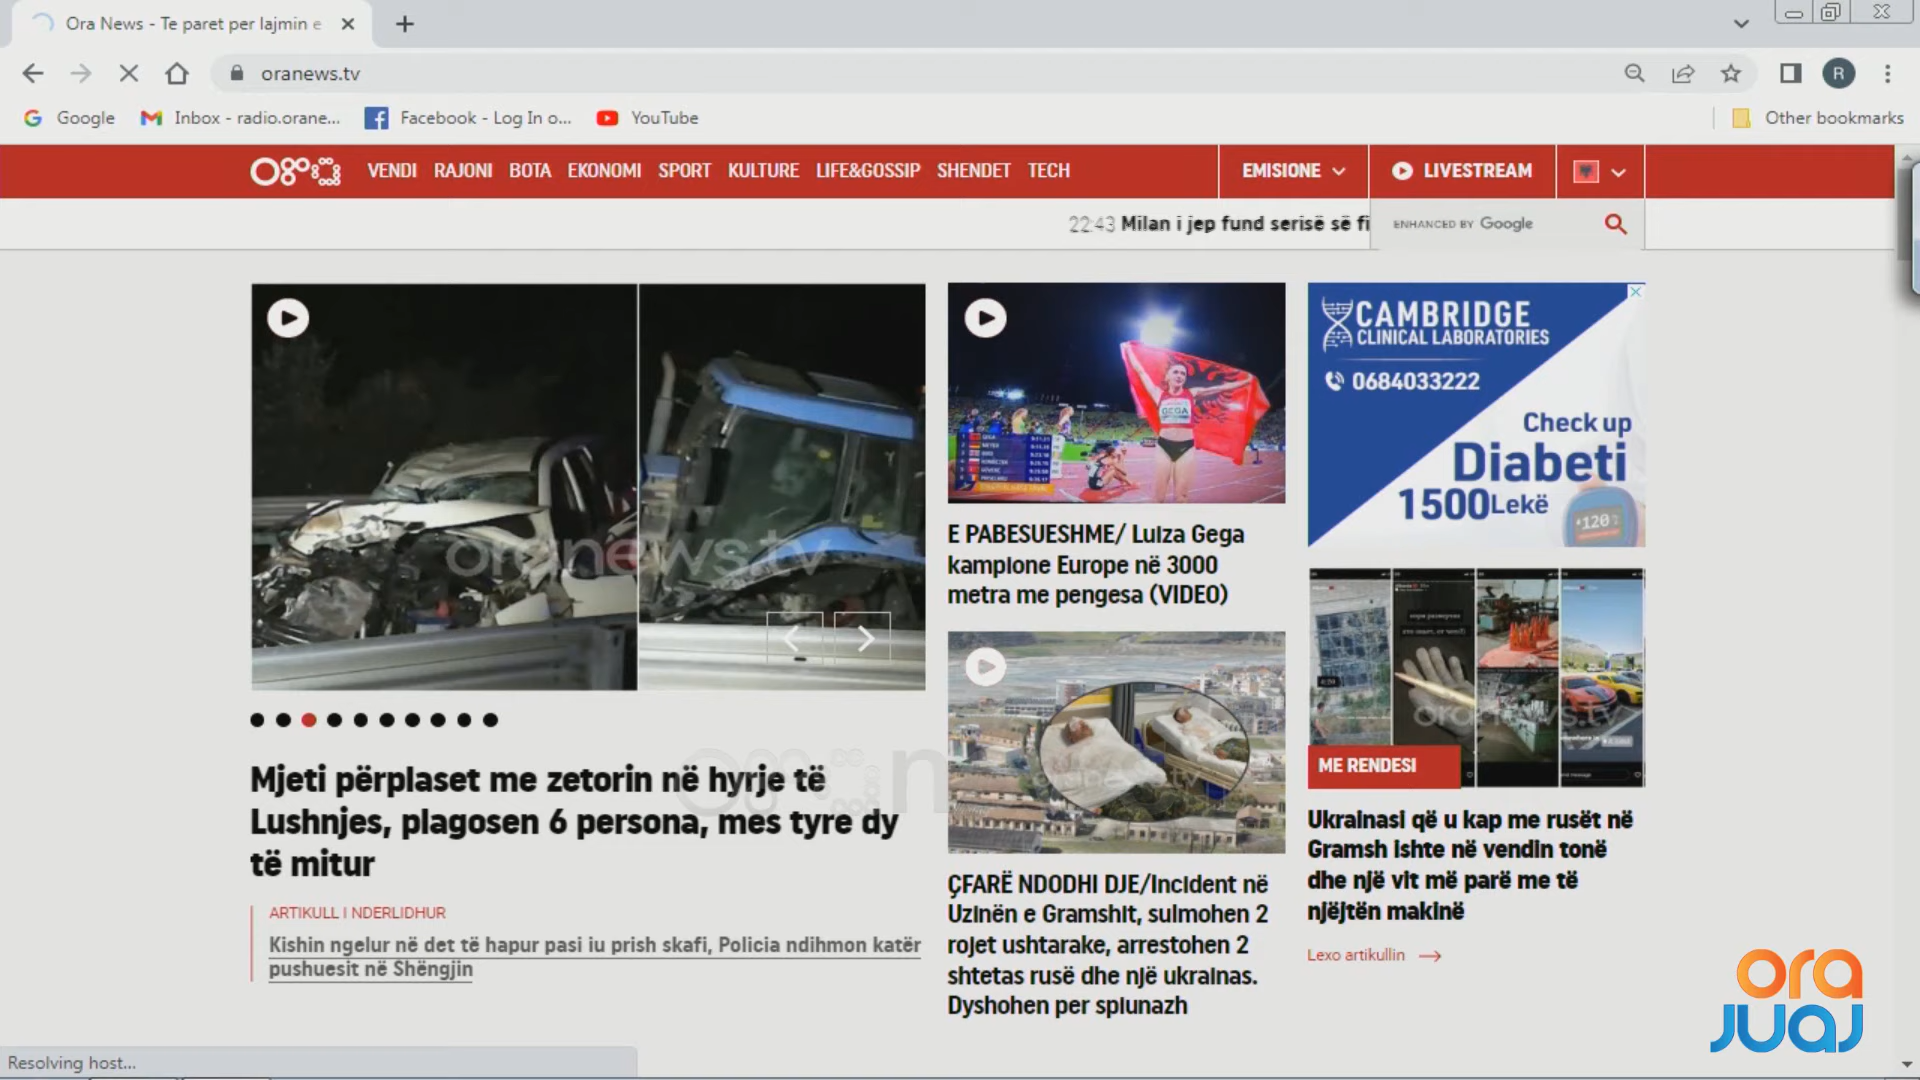 Ora News - Te paret per lajmin e
oranews.tv
R
Google
Inbox - radio.orane...
Facebook - Log In o...
YouTube
Other bookmarks
VENDI RAJONI BOTA EKONOMI SPORT KULTURE LIFE&GOSSIP SHENDET TECH
EMISIONE
LIVESTREAM
22:43 Milan i jep fund serisë së fi
ENHANCED BY Google
oranews.tv
GEGA
CAMBRIDGE
CLINICAL LABORATORIES
0684033222
Check up
Diabeti
1500Lekë
120
E PABESUESHME/ Luiza Gega
kampione Europe në 3000
metra me pengesa (VIDEO)
oranews.tv
ME RENDESI
Mjeti përplaset me zetorin në hyrje të
Lushnjes, plagosen 6 persona, mes tyre dy
të mitur
ARTIKULL I NDERLIDHUR
Kishin ngelur në det të hapur pasi iu prish skafi, Policia ndihmon katër
pushuesit në Shëngjin
ÇFARË NDODHI DJE/Incident në
Uzinën e Gramshit, sulmohen 2
rojet ushtarake, arrestohen 2
shtetas rusë dhe një ukrainas.
Dyshohen per spiunazh
Ukrainasi që u kap me rusët në
Gramsh ishte në vendin tonë
dhe një vit më parë me të
njëjtën makinë
Lexo artikullin
ora
JUAJ
Resolving host...